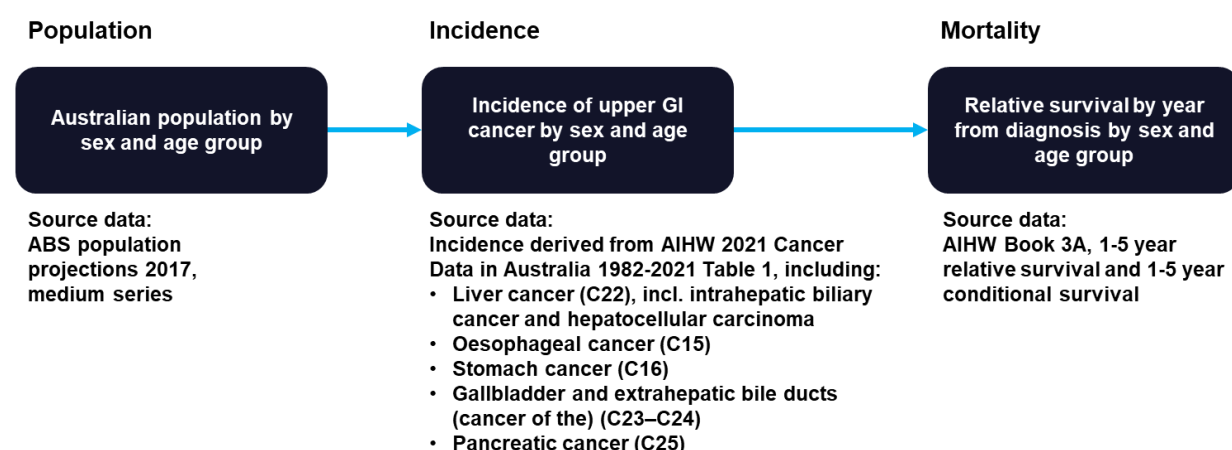 Population
Incidence
Mortality
Australian population by
sex and age group
Incidence of upper GI
cancer by sex and age
group
Relative survival by year
from diagnosis by sex and
age group
Source data:
ABS population
projections 2017,
medium series
Source data:
Incidence derived from AIHW 2021 Cancer
Data in Australia 1982-2021 Table 1, including:
• Liver cancer (C22), incl. intrahepatic biliary
cancer and hepatocellular carcinoma
• Oesophageal cancer (C15)
• Stomach cancer (C16)
• Gallbladder and extrahepatic bile ducts
(cancer of the) (C23–C24)
• Pancreatic cancer (C25)
Source data:
AIHW Book 3A, 1-5 year
relative survival and 1-5 year
conditional survival